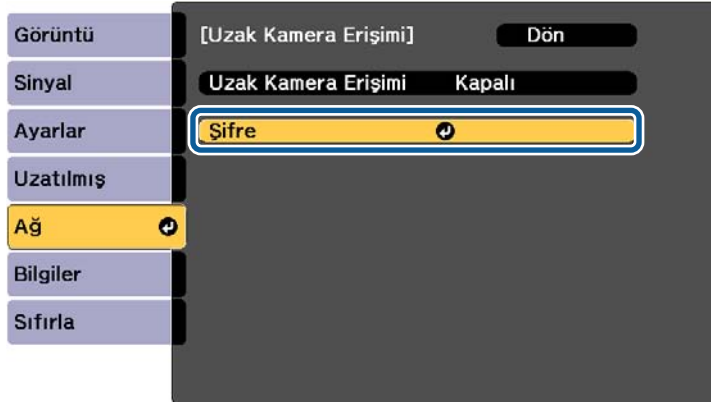 Görüntü
Sinyal
Ayarlar
Uzatılmış
Ağ
Bilgiler
Sıfırla
[Uzak Kamera Erişimi] Dön
Uzak Kamera Erişimi Kapalı
Şifre